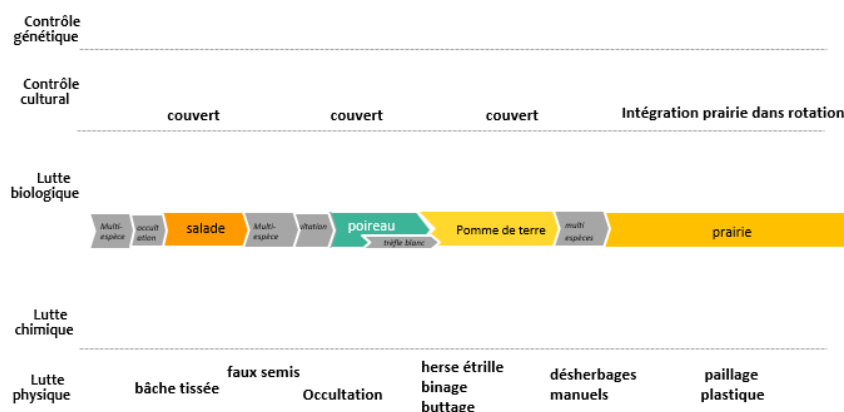 Contrôle
génétique
Contrôle
cultural
couvert
couvert
couvert
Intégration prairie dans rotation
Lutte
biologique
Multi-
espèce
occult
ation
salade
Multi-
espèce
ultation
poireau
trèfle blanc
Pomme de terre
multi
espèces
prairie
Lutte
chimique
Lutte
physique
bâche tissée
faux semis
Occultation
herse étrille
binage
buttage
désherbages
manuels
paillage
plastique